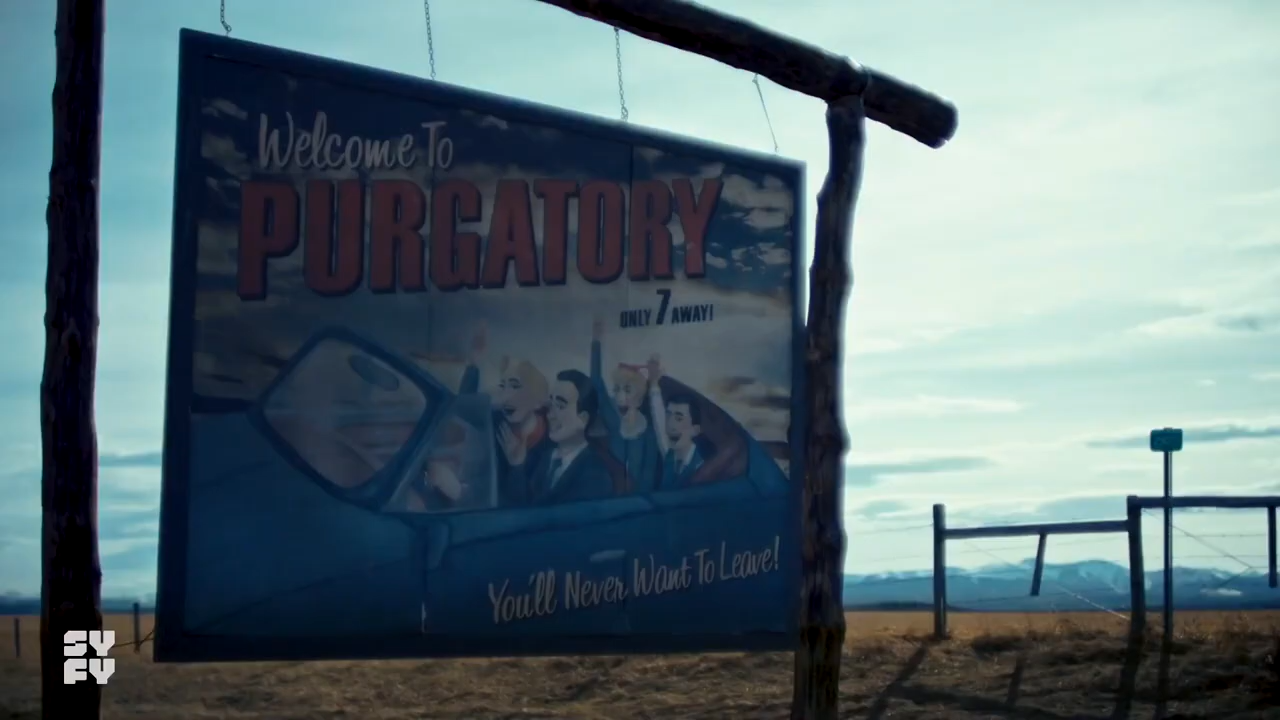 Welcome To
PURGATORY
ONLY 7 AWAY!
You'll Never Want To Leave!
SY
FY